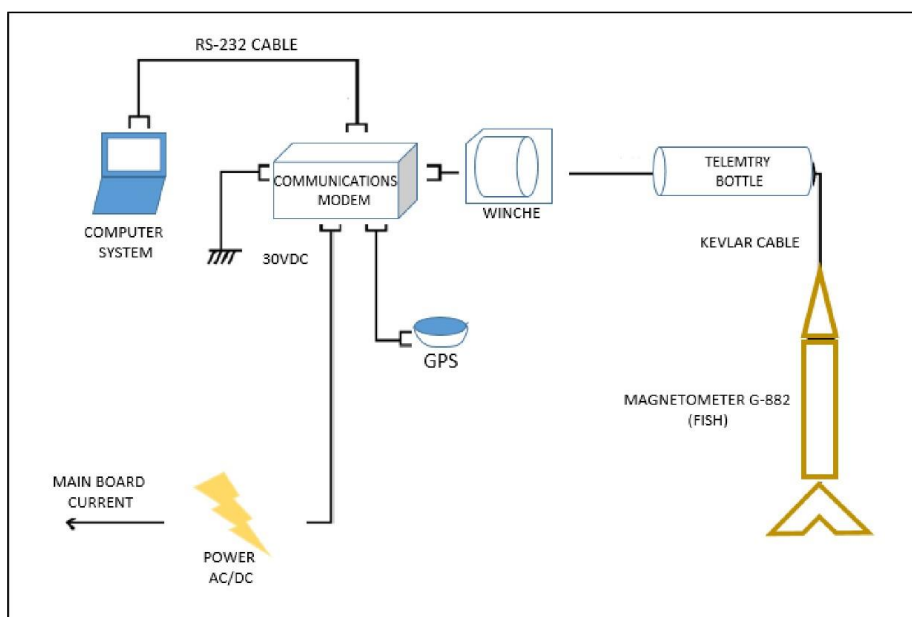 RS-232 CABLE
COMPUTER
SYSTEM
COMMUNICATIONS
MODEM
30VDC
WINCHE
TELEMTRY
BOTTLE
KEVLAR CABLE
GPS
MAGNETOMETER G-882
(FISH)
MAIN BOARD
CURRENT
POWER
AC/DC